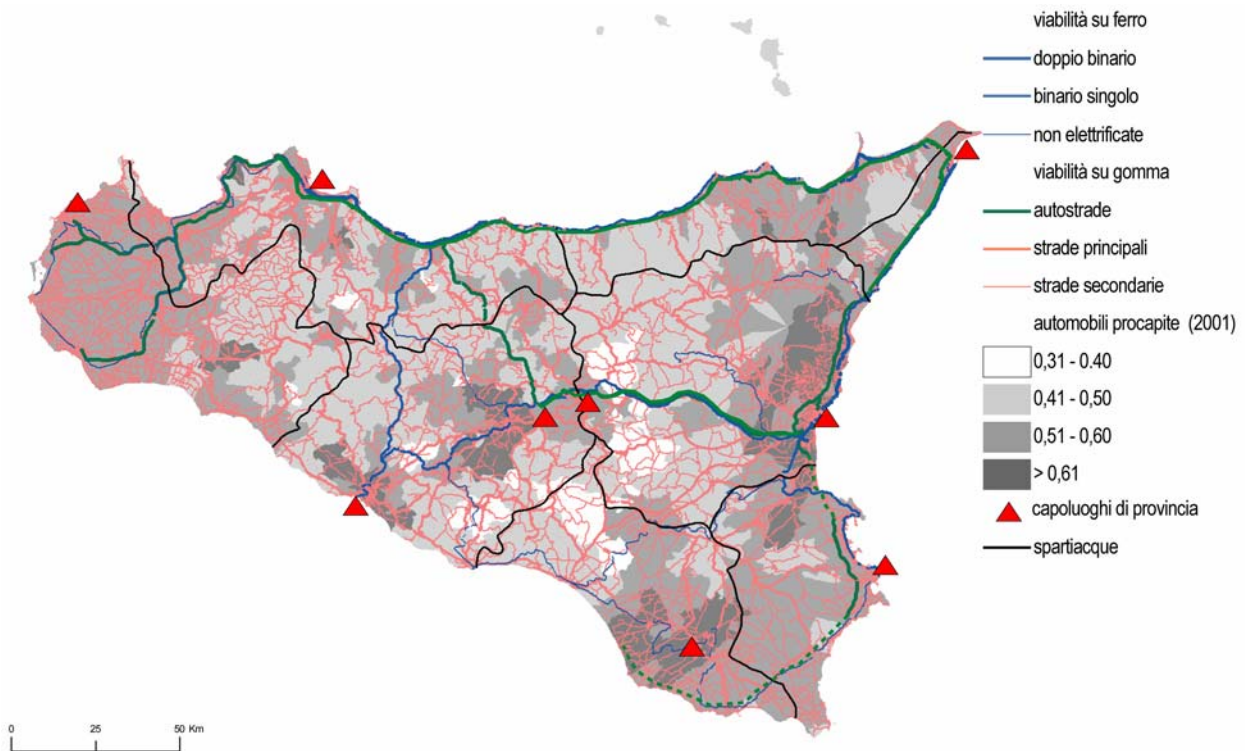 viabilità su ferro
doppio binario
binario singolo
non elettrificate
viabilità su gomma
autostrade
strade principali
strade secondarie
automobili procapite (2001)
0,31 - 0.40
0,41 - 0,50
0,51 - 0,60
> 0,61
capoluoghi di provincia
spartiacque
0 25 50 Km